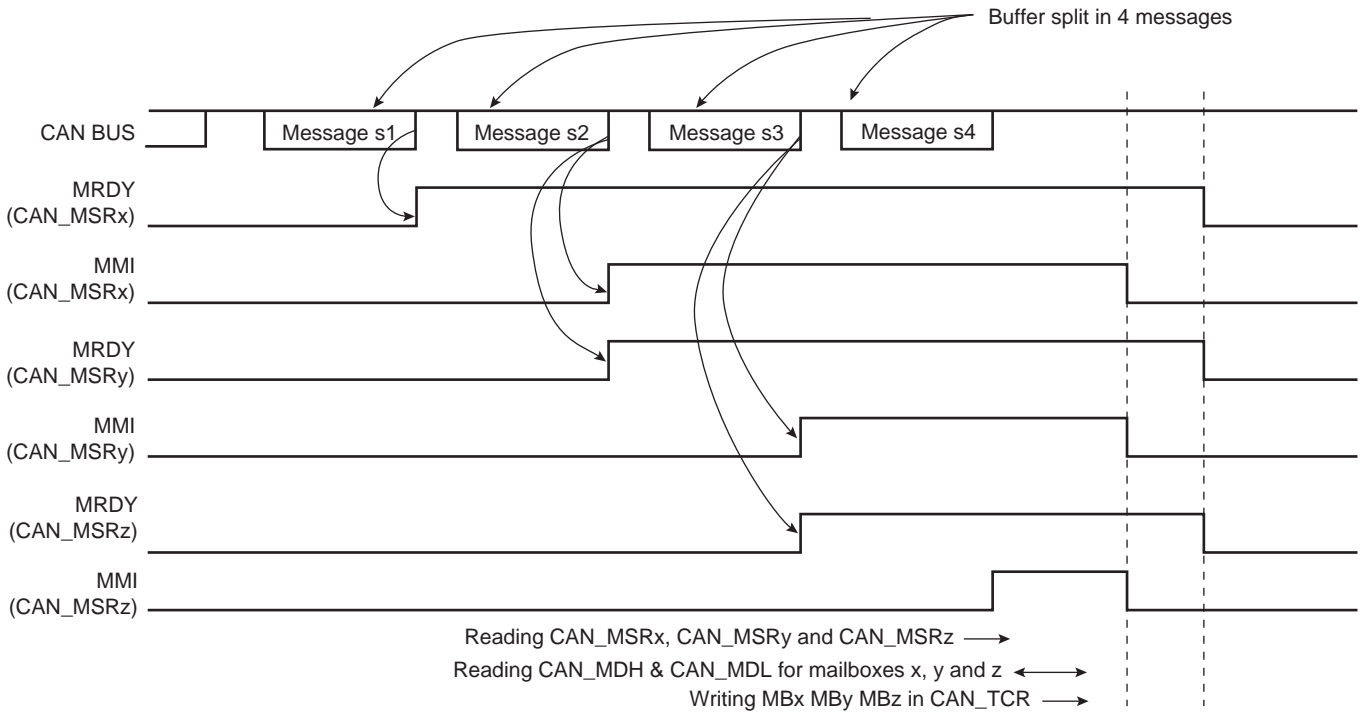 Buffer split in 4 messages
CAN BUS
Message s1
Message s2
Message s3
Message s4
MRDY
(CAN_MSRx)
MMI
(CAN_MSRx)
MRDY
(CAN_MSRy)
MMI
(CAN_MSRy)
MRDY
(CAN_MSRz)
MMI
(CAN_MSRz)
Reading CAN_MSRx, CAN_MSRy and CAN_MSRz
Reading CAN_MDH & CAN_MDL for mailboxes x, y and z
Writing MBx MBy MBz in CAN_TCR